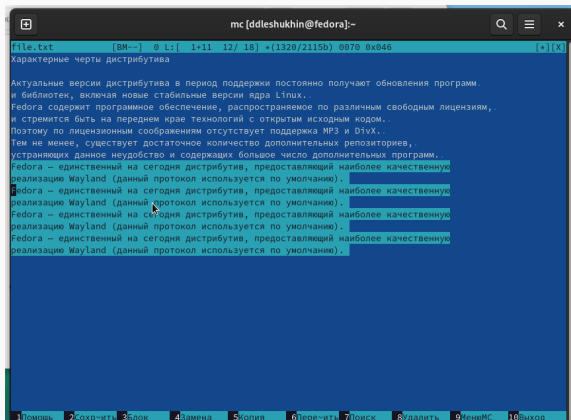 mc [ddleshukhin@fedora]:~
file.txt [BM--] 0 L:[ 1+11 12/ 18] *(1320/2115b) 0070 0x046 [*][X]
Характерные черты дистрибутива
Актуальные версии дистрибутива в период поддержки постоянно получают обновления программ
и библиотек, включая новые стабильные версии ядра Linux..
Fedora содержит программное обеспечение, распространяемое по различным свободным лицензиям,.
и стремится быть на переднем крае технологий с открытым исходным кодом..
Поэтому по лицензионным соображениям отсутствует поддержка MP3 и DivX..
Тем не менее, существует достаточное количество дополнительных репозиториев,.
устраняющих данное неудобство и содержащих большое число дополнительных программ..
Fedora — единственный на сегодня дистрибутив, предоставляющий наиболее качественную
реализацию Wayland (данный протокол используется по умолчанию).
Fedora — единственный на сегодня дистрибутив, предоставляющий наиболее качественную
реализацию Wayland (данный протокол используется по умолчанию).
Fedora — единственный на сегодня дистрибутив, предоставляющий наиболее качественную
реализацию Wayland (данный протокол используется по умолчанию).
Fedora — единственный на сегодня дистрибутив, предоставляющий наиболее качественную
реализацию Wayland (данный протокол используется по умолчанию).
1Помощь 2Сохр~ить 3Блок 4Замена 5Копия 6Пере~ить 7Поиск 8Удалить 9МенюMC 10Выход